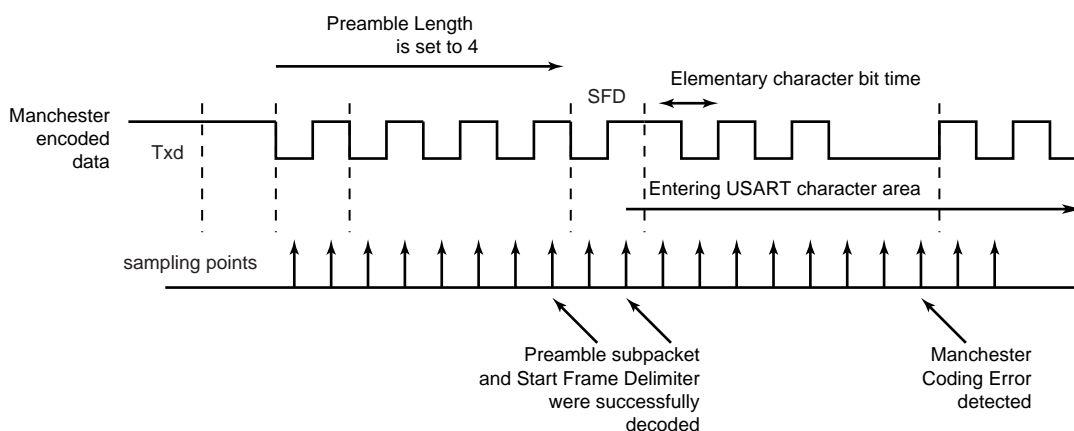 Preamble Length
is set to 4
Elementary character bit time
SFD
Manchester
encoded
data
Txd
Entering USART character area
sampling points
Preamble subpacket
and Start Frame Delimiter
were successfully
decoded
Manchester
Coding Error
detected